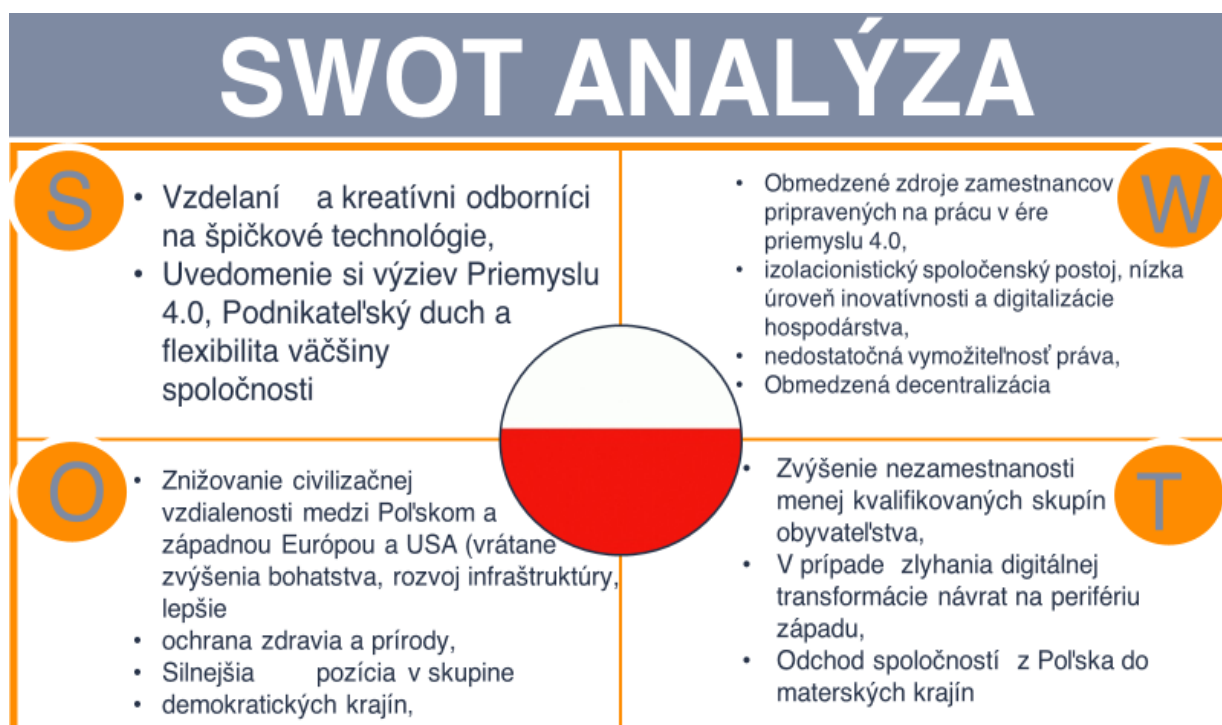 SWOT ANALÝZA
S
• Vzdelaní a kreatívni odborníci
na špičkové technológie,
• Uvedomenie si výziev Priemyslu
4.0, Podnikateľský duch a
flexibilita väčšiny
spoločnosti
W
• Obmedzené zdroje zamestnancov
pripravených na prácu v ére
priemyslu 4.0,
• izolacionistický spoločenský postoj, nízka
úroveň inovatívnosti a digitalizácie
hospodárstva,
• nedostatočná vymožiteľnosť práva,
• Obmedzená decentralizácia
O
• Znižovanie civilizačnej
vzdialenosti medzi Poľskom a
západnou Európou a USA (vrátane
zvýšenia bohatstva, rozvoj infraštruktúry,
lepšie
• ochrana zdravia a prírody,
• Silnejšia pozícia v skupine
• demokratických krajín,
T
• Zvýšenie nezamestnanosti
menej kvalifikovaných skupín
obyvateľstva,
• V prípade zlyhania digitálnej
transformácie návrat na perifériu
západu,
• Odchod spoločností z Poľska do
materských krajín